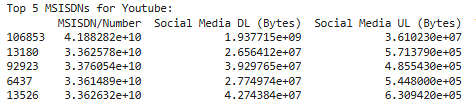 Top 5 MSISDNs for Youtube:
MSISDN/Number Social Media DL (Bytes) Social Media UL (Bytes)
106853 4.188282e+10 1.937715e+09 3.610230e+07
13180 3.362578e+10 2.656412e+07 5.713790e+05
92923 3.376054e+10 3.929765e+07 4.855430e+05
6437 3.361489e+10 2.774974e+07 5.448000e+05
13526 3.362632e+10 4.274384e+07 6.309420e+05